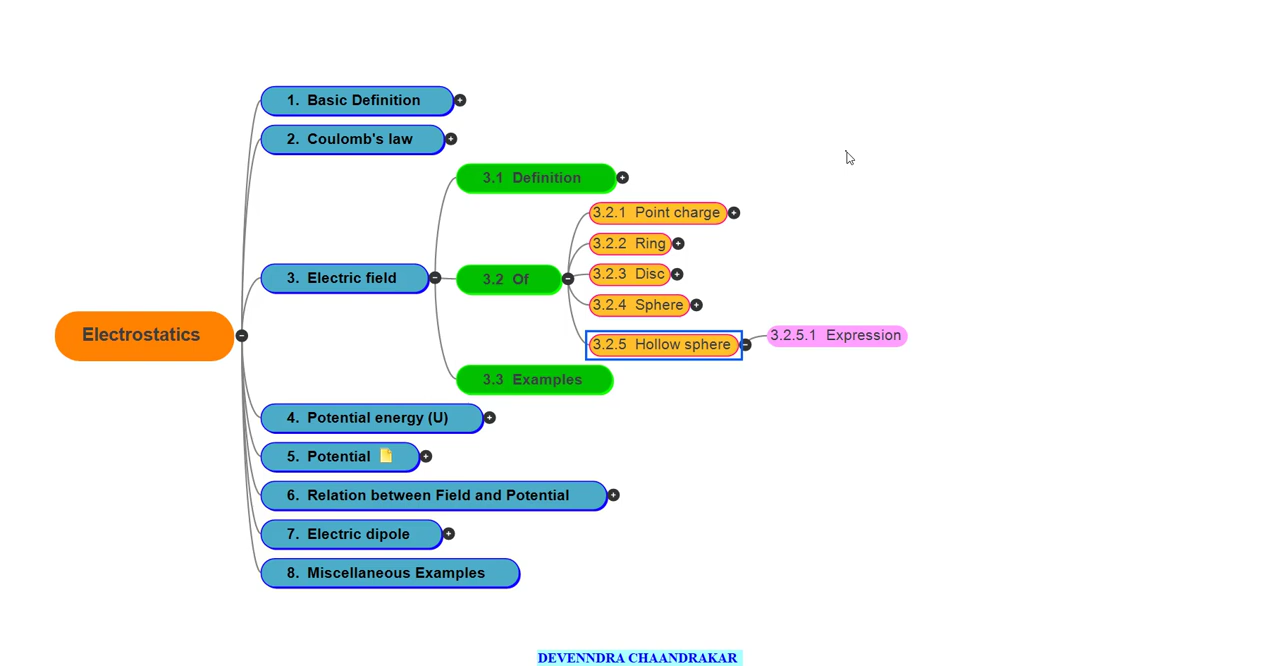 Electrostatics
1. Basic Definition
2. Coulomb's law
3. Electric field
3.1 Definition
3.2 Of
3.2.1 Point charge
3.2.2 Ring
3.2.3 Disc
3.2.4 Sphere
3.2.5 Hollow sphere
3.2.5.1 Expression
3.3 Examples
4. Potential energy (U)
5. Potential
6. Relation between Field and Potential
7. Electric dipole
8. Miscellaneous Examples
DEVENNDRA CHAANDRAKAR